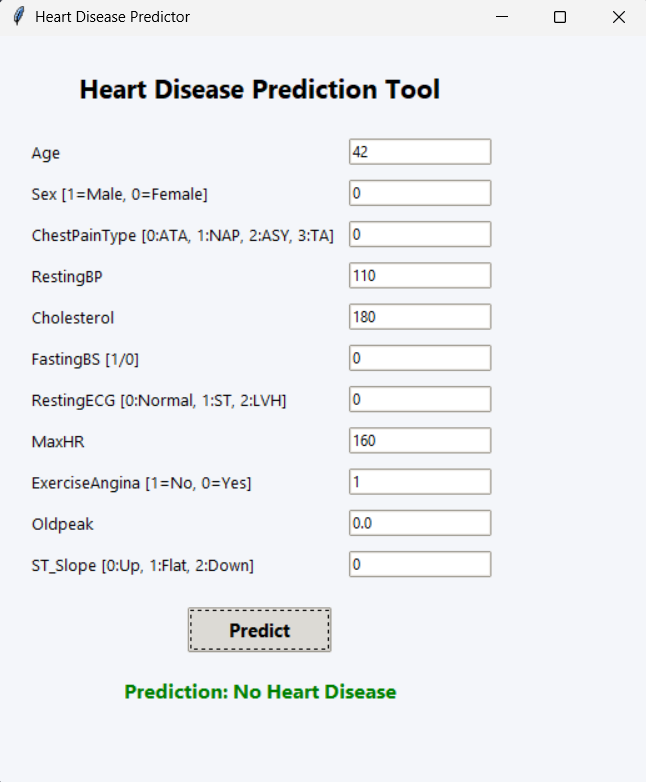 Heart Disease Predictor
Heart Disease Prediction Tool
Age 42
Sex [1=Male, 0=Female] 0
ChestPainType [0:ATA, 1:NAP, 2:ASY, 3:TA] 0
RestingBP 110
Cholesterol 180
FastingBS [1/0] 0
RestingECG [0:Normal, 1:ST, 2:LVH] 0
MaxHR 160
ExerciseAngina [1=No, 0=Yes] 1
Oldpeak 0.0
ST_Slope [0:Up, 1:Flat, 2:Down] 0
Predict
Prediction: No Heart Disease